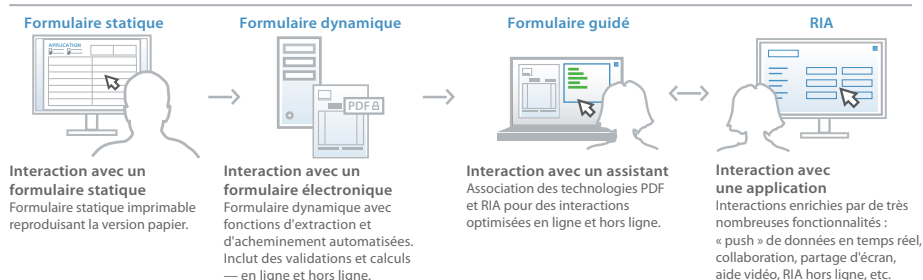 Formulaire statique
APPLICATION
Interaction avec un
formulaire statique
Formulaire statique imprimable
reproduisant la version papier.
Formulaire dynamique
PDF
Interaction avec un
formulaire électronique
Formulaire dynamique avec
fonctions d'extraction et
d'acheminement automatisées.
Inclut des validations et calculs
— en ligne et hors ligne.
Formulaire guidé
Interaction avec un assistant
Association des technologies PDF
et RIA pour des interactions
optimisées en ligne et hors ligne.
RIA
Interaction avec
une application
Interactions enrichies par de très
nombreuses fonctionnalités :
« push » de données en temps réel,
collaboration, partage d'écran,
aide vidéo, RIA hors ligne, etc.